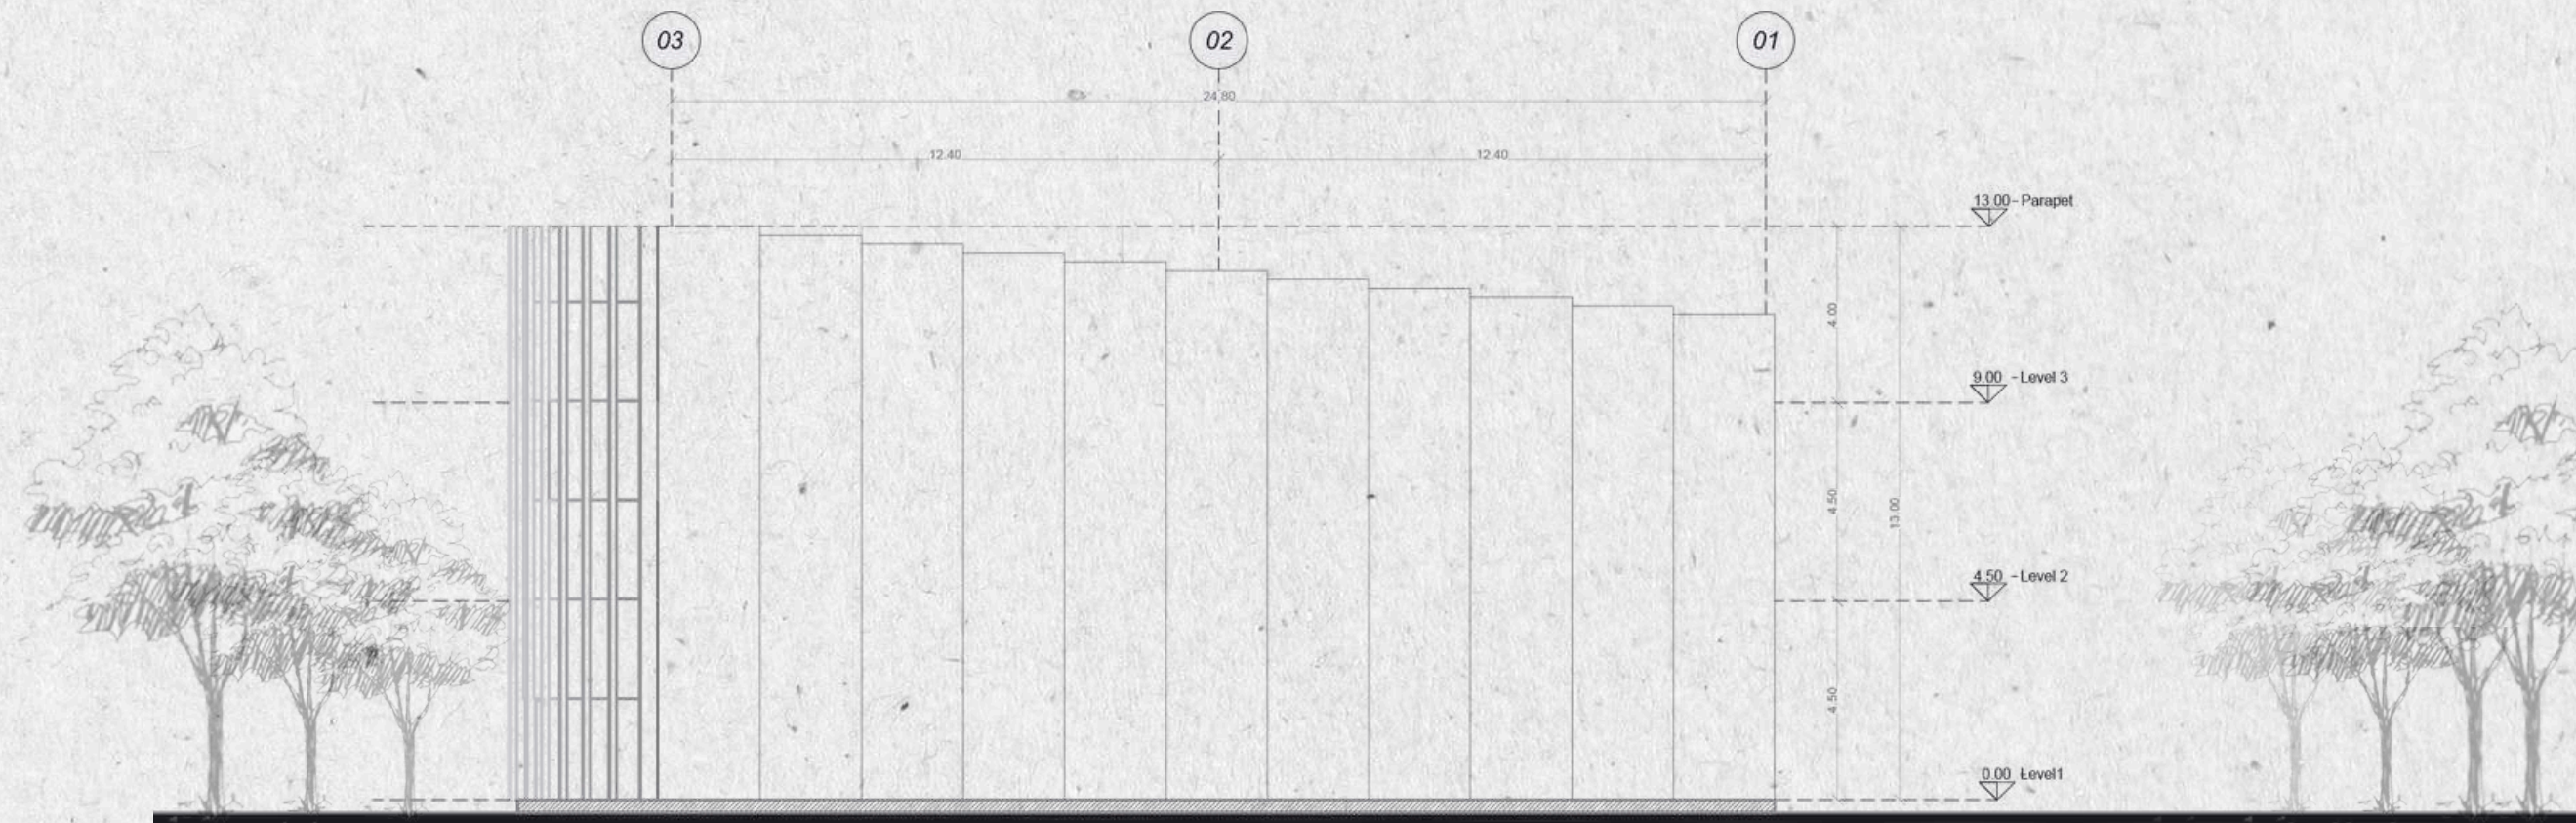 03
02
01
24.80
12.40
12.40
13.00 - Parapet
4.00
9.00 - Level 3
4.50
13.00
4.50 - Level 2
4.50
0.00 Level1